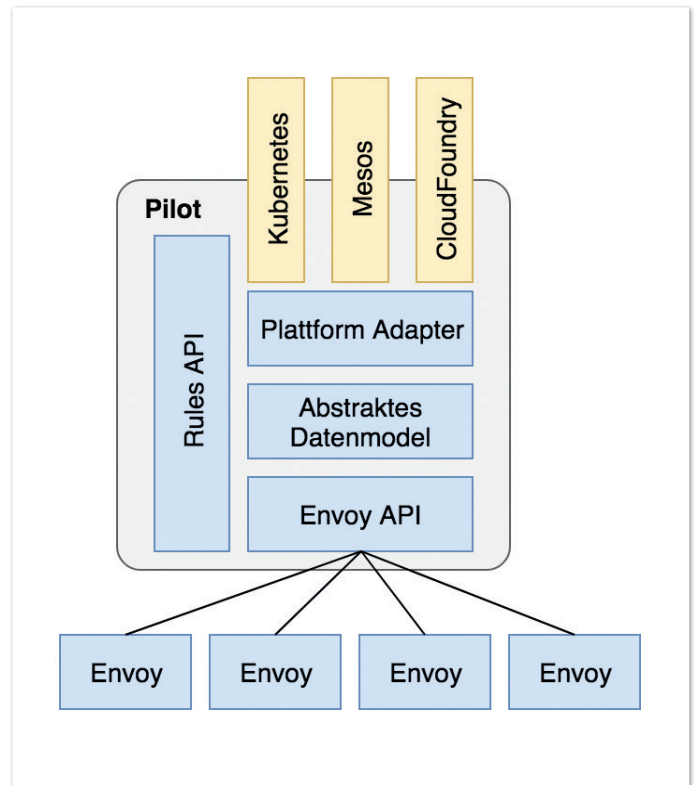 Kubernetes
Mesos
CloudFoundry
Pilot
Rules API
Plattform Adapter
Abstraktes
Datenmodel
Envoy API
Envoy
Envoy
Envoy
Envoy